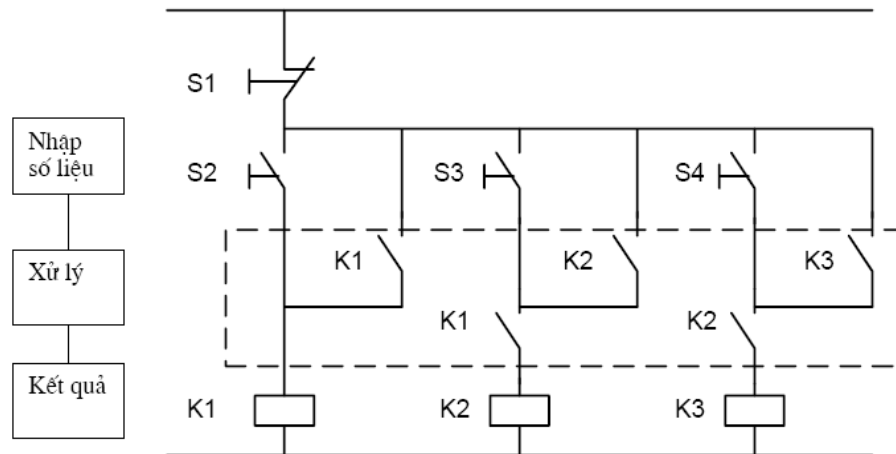 S1
Nhập
số liệu
S2
S3
S4
Xử lý
K1
K2
K3
K1
K2
Kết quả
K1
K2
K3